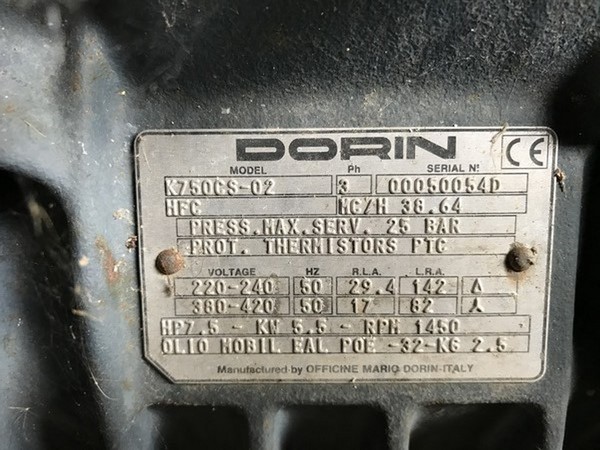 DORIN
CE
MODEL Ph SERIAL N!
K750CS-02 3 00050054D
HFC MC/H 38.64
PRESS.MAX.SERV. 25 BAR
PROT. THERMISTORS PTC
VOLTAGE HZ R.L.A. L.R.A.
220-240 50 29.4 142 Δ
380-420 50 17 82 ⅄
HP7.5 - KW 5.5 - RPM 1450
OLIO MOBIL EAL POE -32-KG 2.5
Manufactured by OFFICINE MARIO DORIN-ITALY